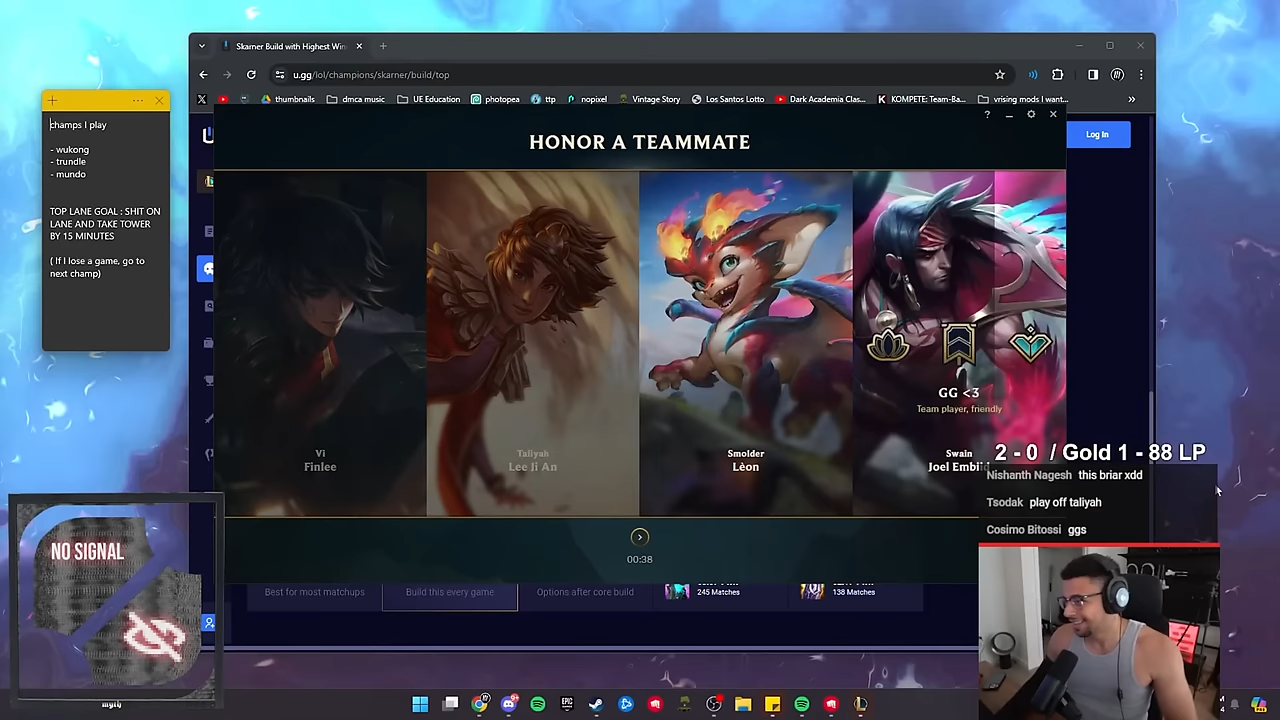 Skarner Build with Highest Win
u.gg/lol/champions/skarner/build/top
thumbnails
dmca music
UE Education
photopea
ttp
nopixel
Vintage Story
Los Santos Lotto
Dark Academia Clas...
KOMPETE: Team-Ba...
vrising mods I want...
Log In
champs I play
- wukong
- trundle
- mundo
TOP LANE GOAL : SHIT ON
LANE AND TAKE TOWER
BY 15 MINUTES
( If I lose a game, go to
next champ)
HONOR A TEAMMATE
Vi
Finlee
Taliyah
Lee Ji An
Smolder
Lèon
GG <3
Team player, friendly
Swain
Joel Embiid
2 - 0 / Gold 1 - 88 LP
Nishanth Nagesh this briar xdd
Tsodak play off taliyah
Cosimo Bitossi ggs
00:38
Best for most matchups
Build this every game
Options after core build
245 Matches
138 Matches
NO SIGNAL